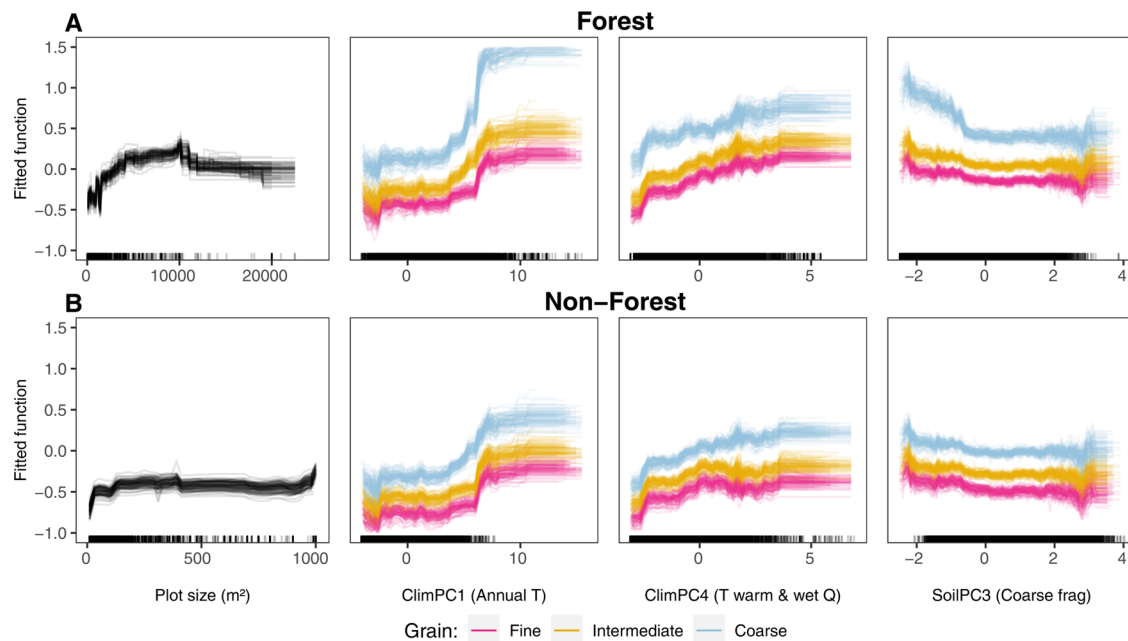 A Forest
Fitted function
1.5
1.0
0.5
0.0
−0.5
−1.0
0 10000 20000
0 10
0 5
−2 0 2 4
B Non−Forest
Fitted function
1.5
1.0
0.5
0.0
−0.5
−1.0
0 500 1000
0 10
0 5
−2 0 2 4
Plot size (m²) ClimPC1 (Annual T) ClimPC4 (T warm & wet Q) SoilPC3 (Coarse frag)
Grain: Fine Intermediate Coarse